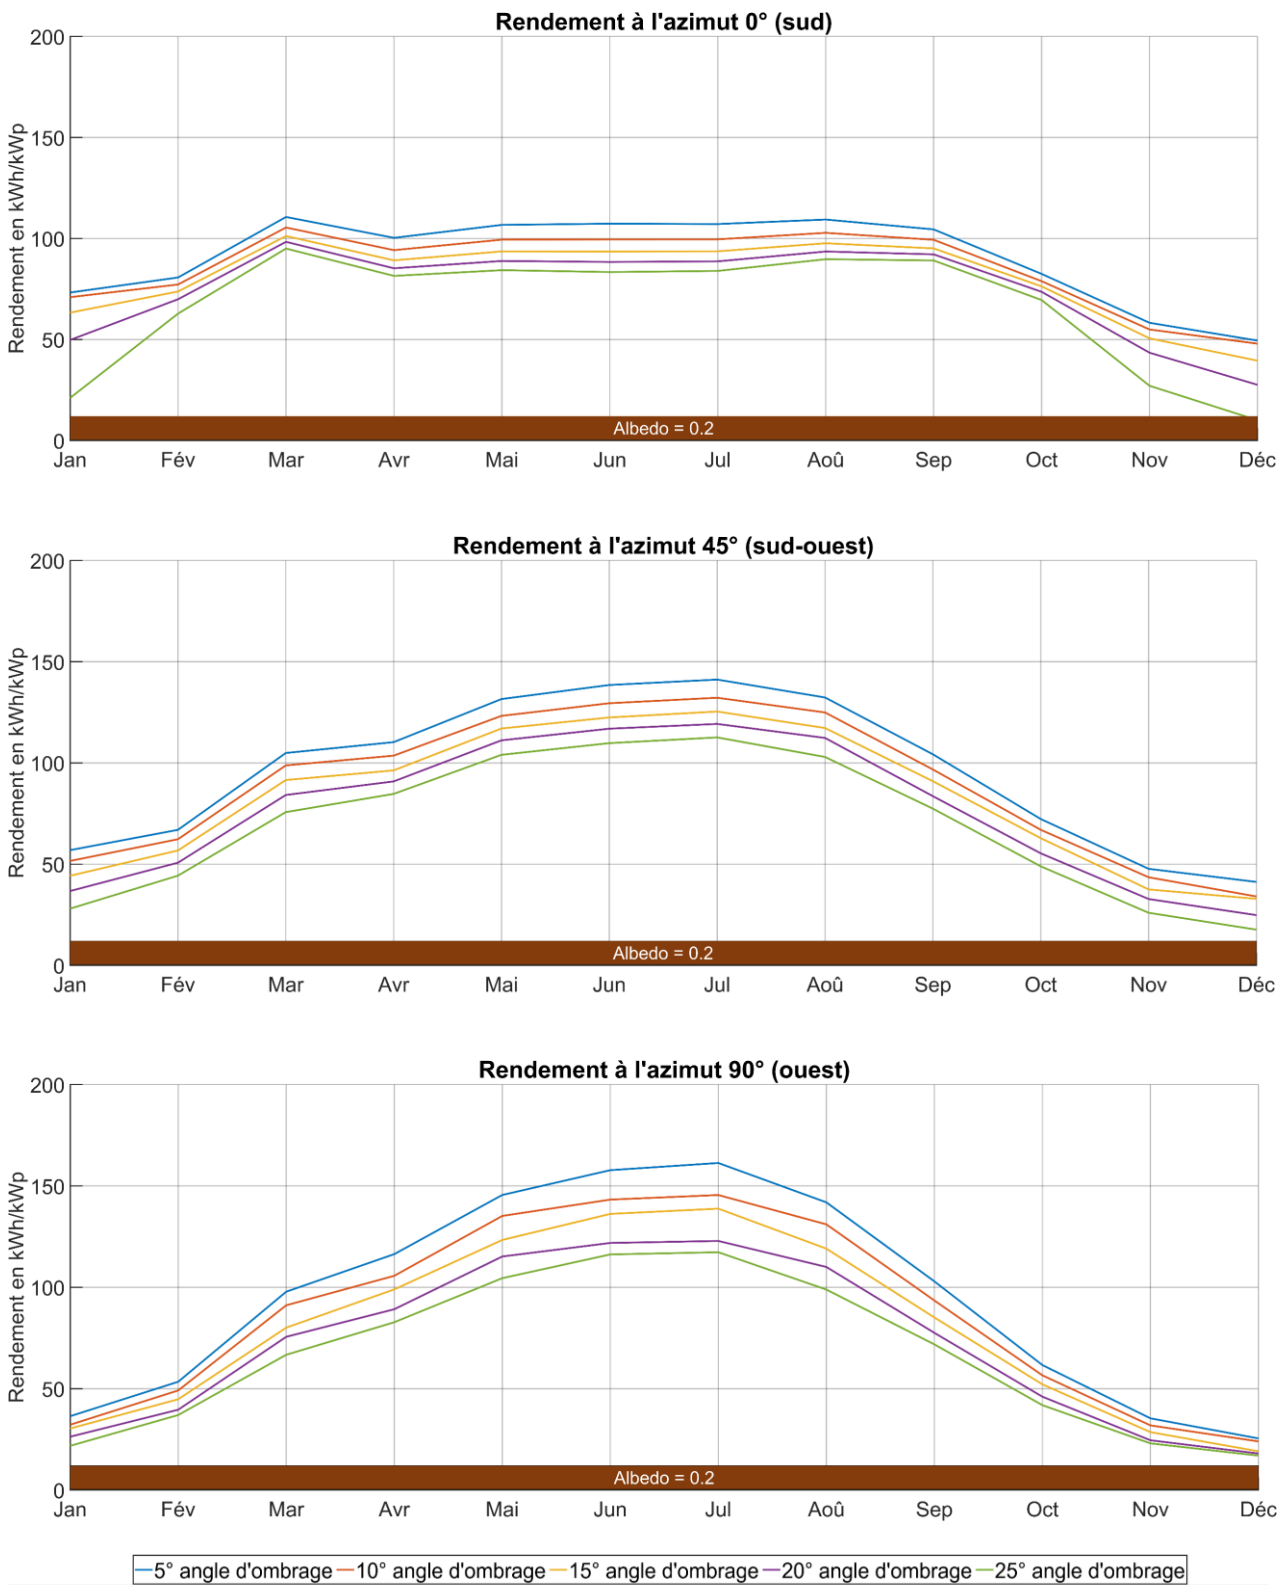 Rendement à l'azimut 0° (sud)
Rendement en kWh/kWp
200
150
100
50
0
Albedo = 0.2
Jan Fév Mar Avr Mai Jun Jul Aoû Sep Oct Nov Déc
Rendement à l'azimut 45° (sud-ouest)
Rendement en kWh/kWp
200
150
100
50
0
Albedo = 0.2
Jan Fév Mar Avr Mai Jun Jul Aoû Sep Oct Nov Déc
Rendement à l'azimut 90° (ouest)
Rendement en kWh/kWp
200
150
100
50
0
Albedo = 0.2
Jan Fév Mar Avr Mai Jun Jul Aoû Sep Oct Nov Déc
5° angle d'ombrage 10° angle d'ombrage 15° angle d'ombrage 20° angle d'ombrage 25° angle d'ombrage